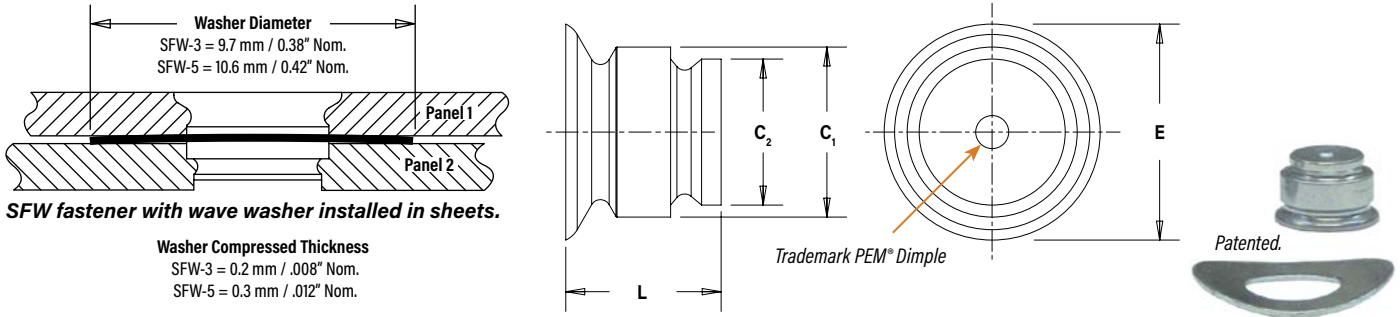 Washer Diameter
SFW-3 = 9.7 mm / 0.38" Nom.
SFW-5 = 10.6 mm / 0.42" Nom.
Panel 1
Panel 2
SFW fastener with wave washer installed in sheets.
Washer Compressed Thickness
SFW-3 = 0.2 mm / .008" Nom.
SFW-5 = 0.3 mm / .012" Nom.
C₂
C₁
L
E
Trademark PEM® Dimple
Patented.